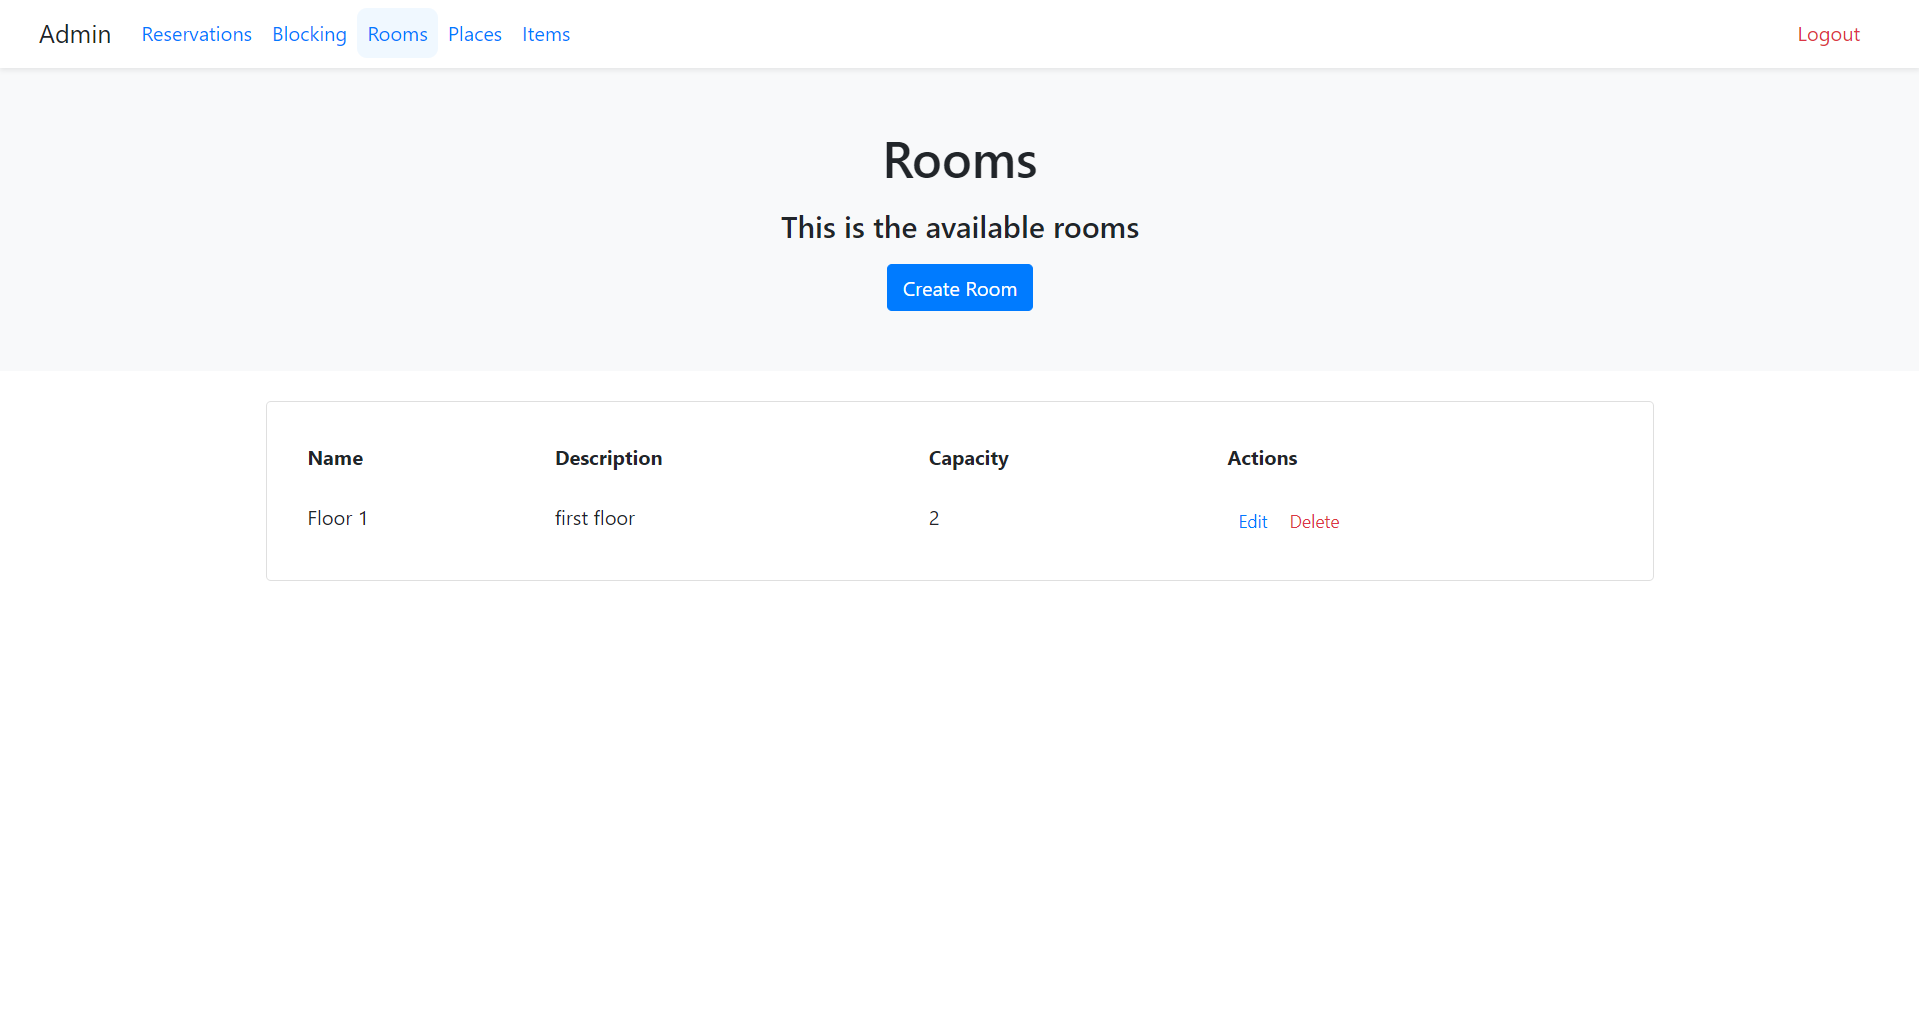 Admin Reservations Blocking Rooms Places Items Logout
Rooms
This is the available rooms
Create Room
Name Description Capacity Actions
Floor 1 first floor 2 Edit Delete